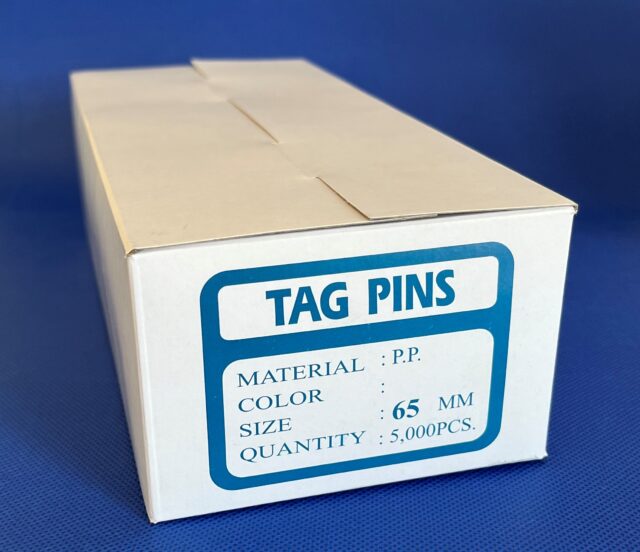 TAG PINS
MATERIAL : P.P.
COLOR :
SIZE : 65 MM
QUANTITY : 5,000PCS.